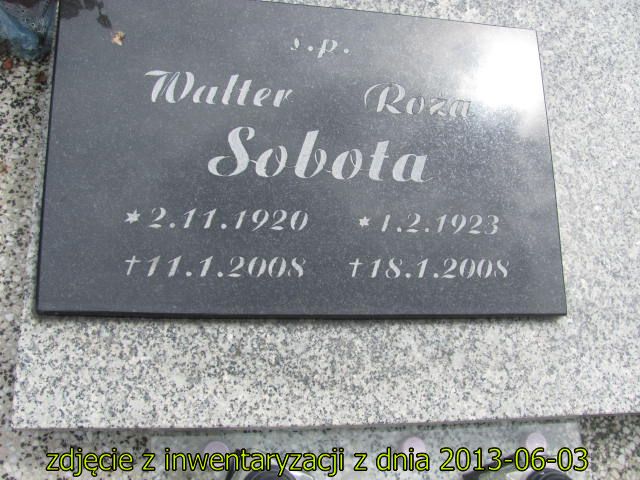 ś.p.
Walter Róża
Sobota
*2.11.1920 *1.2.1923
†11.1.2008 †18.1.2008
zdjęcie z inwentaryzacji z dnia 2013-06-03